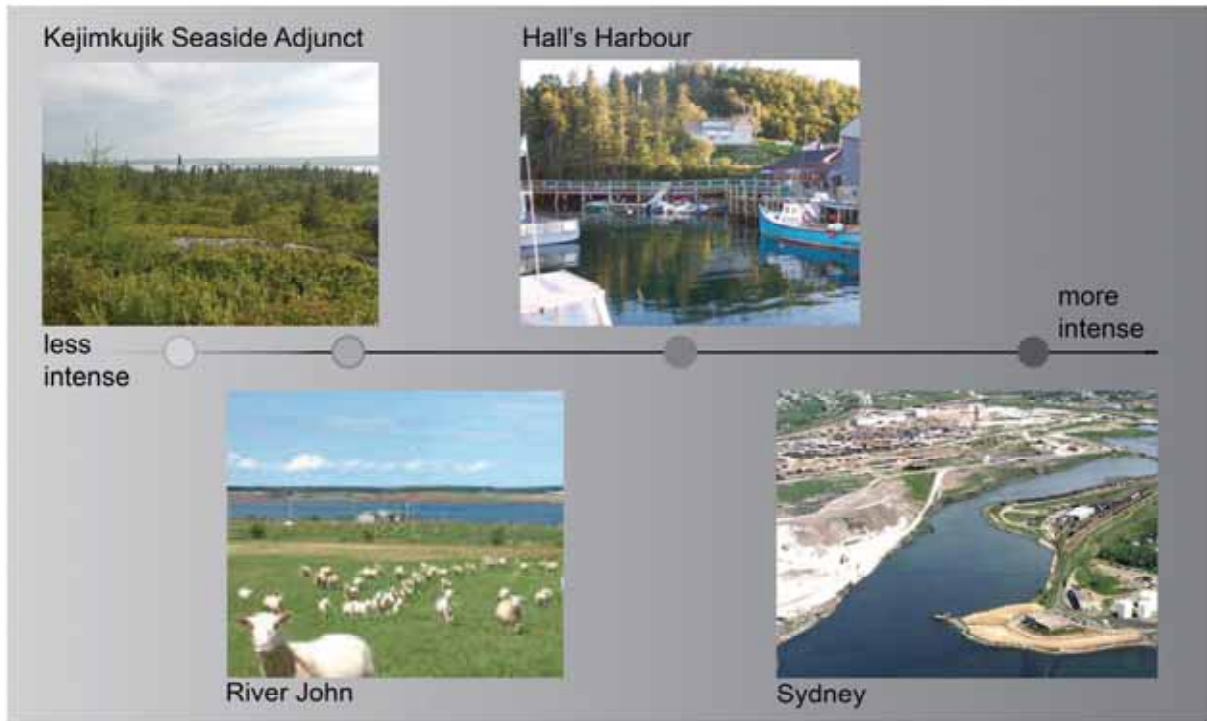 Kejimkujik Seaside Adjunct
Hall's Harbour
more
intense
less
intense
River John
Sydney